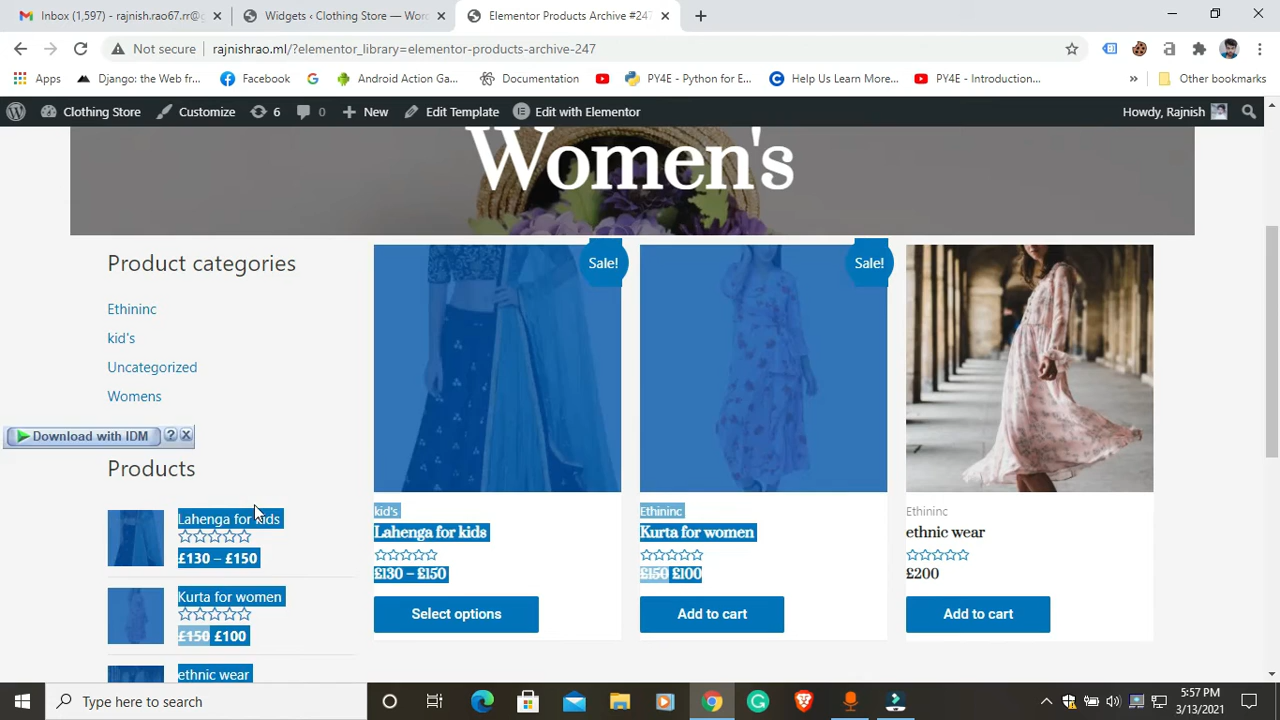 Inbox (1,597) - rajnish.rao67.rr@g
Widgets ‹ Clothing Store — Wor
Elementor Products Archive #247
Not secure
rajnishrao.ml/?elementor_library=elementor-products-archive-247
Apps
Django: the Web fr...
Facebook
Android Action Ga...
Documentation
PY4E - Python for E...
Help Us Learn More...
PY4E - Introduction...
»
Other bookmarks
Clothing Store
Customize
6
0
New
Edit Template
Edit with Elementor
Howdy, Rajnish
Women's
Product categories
Ethininc
kid's
Uncategorized
Womens
Download with IDM
?
Products
Lahenga for kids
£130 – £150
Kurta for women
£150 £100
ethnic wear
Sale!
kid's
Lahenga for kids
£130 – £150
Select options
Sale!
Ethininc
Kurta for women
£150 £100
Add to cart
Ethininc
ethnic wear
£200
Add to cart
Type here to search
5:57 PM
3/13/2021